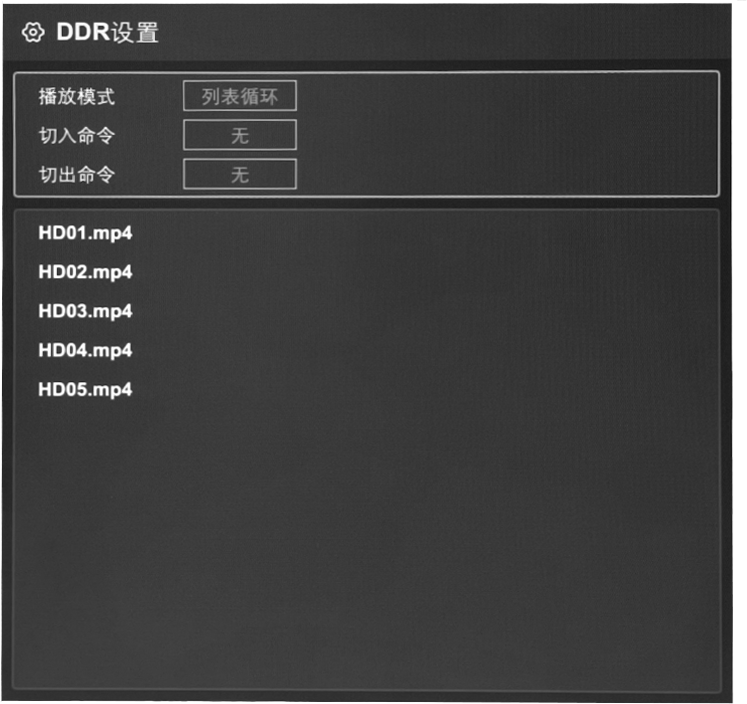 DDR设置
播放模式 列表循环
切入命令 无
切出命令 无
HD01.mp4
HD02.mp4
HD03.mp4
HD04.mp4
HD05.mp4